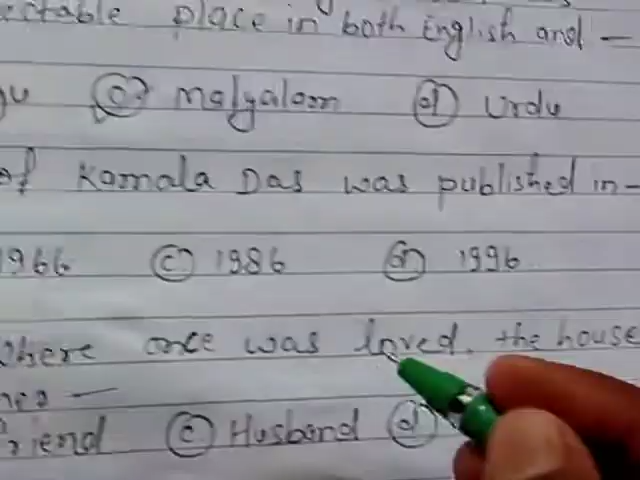 ectable place in both English and -
gu (c) malyalam (d) Urdu
of Kamala Das was published in -
1966 (c) 1986 (d) 1996
where once was loved, the house
-
Friend (c) Husband (d)